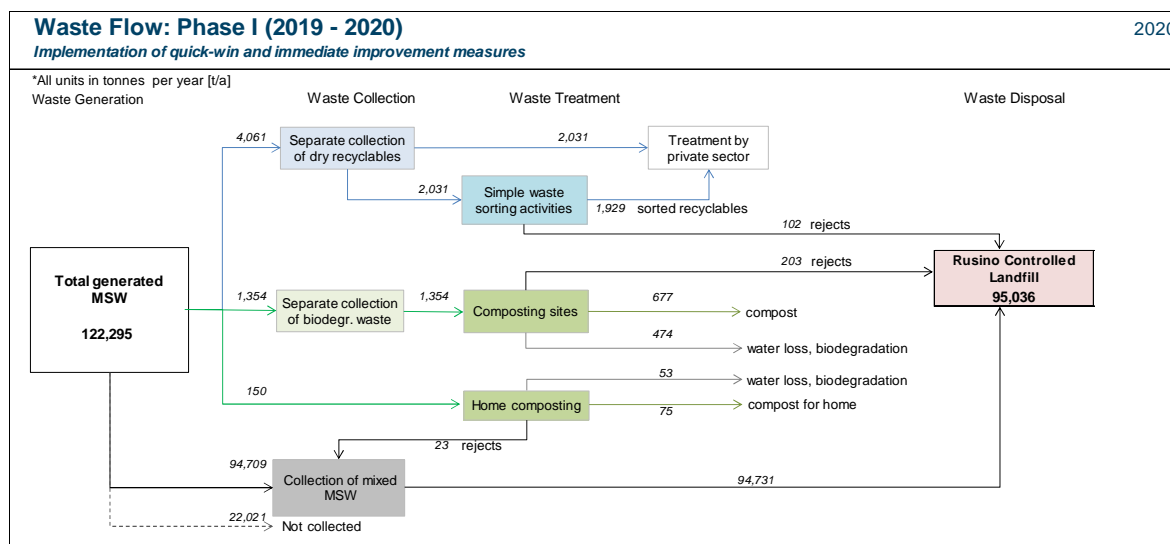 Waste Flow: Phase I (2019 - 2020)
2020
Implementation of quick-win and immediate improvement measures
*All units in tonnes per year [t/a]
Waste Generation
Waste Collection
Waste Treatment
Waste Disposal
4,061
Separate collection
of dry recyclables
2,031
Treatment by
private sector
2,031
Simple waste
sorting activities
1,929 sorted recyclables
102 rejects
Total generated
MSW
122,295
1,354
Separate collection
of biodegr. waste
1,354
Composting sites
203 rejects
677
compost
474
water loss, biodegradation
Rusino Controlled
Landfill
95,036
150
Home composting
53
water loss, biodegradation
75
compost for home
23 rejects
94,709
Collection of mixed
MSW
94,731
22,021
Not collected